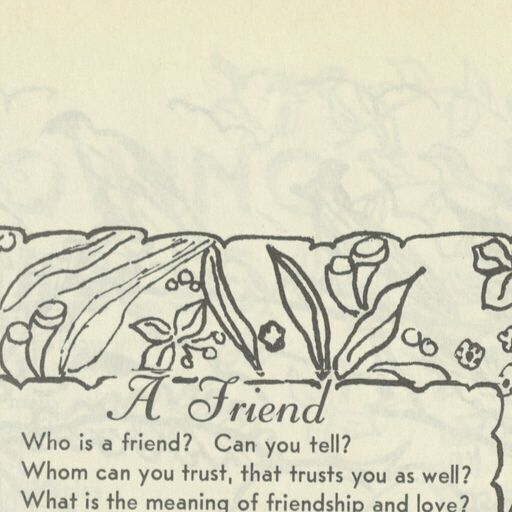 A Friend
Who is a friend? Can you tell?
Whom can you trust, that trusts you as well?
What is the meaning of friendship and love?